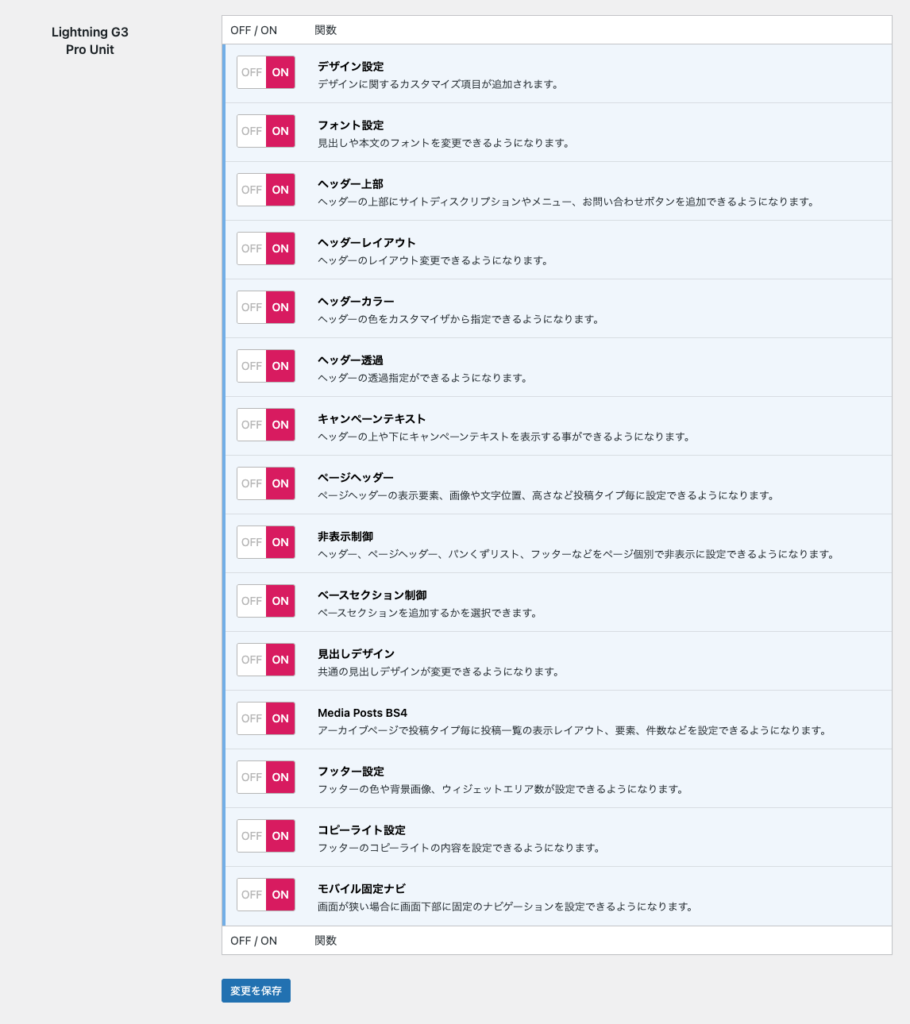 Lightning G3
Pro Unit
OFF / ON 関数
OFF ON デザイン設定
デザインに関するカスタマイズ項目が追加されます。
OFF ON フォント設定
見出しや本文のフォントを変更できるようになります。
OFF ON ヘッダー上部
ヘッダーの上部にサイトディスクリプションやメニュー、お問い合わせボタンを追加できるようになります。
OFF ON ヘッダーレイアウト
ヘッダーのレイアウト変更できるようになります。
OFF ON ヘッダーカラー
ヘッダーの色をカスタマイザから指定できるようになります。
OFF ON ヘッダー透過
ヘッダーの透過指定ができるようになります。
OFF ON キャンペーンテキスト
ヘッダーの上や下にキャンペーンテキストを表示する事ができるようになります。
OFF ON ページヘッダー
ページヘッダーの表示要素、画像や文字位置、高さなど投稿タイプ毎に設定できるようになります。
OFF ON 非表示制御
ヘッダー、ページヘッダー、パンくずリスト、フッターなどをページ個別で非表示に設定できるようになります。
OFF ON ベースセクション制御
ベースセクションを追加するかを選択できます。
OFF ON 見出しデザイン
共通の見出しデザインが変更できるようになります。
OFF ON Media Posts BS4
アーカイブページで投稿タイプ毎に投稿一覧の表示レイアウト、要素、件数などを設定できるようになります。
OFF ON フッター設定
フッターの色や背景画像、ウィジェットエリア数が設定できるようになります。
OFF ON コピーライト設定
フッターのコピーライトの内容を設定できるようになります。
OFF ON モバイル固定ナビ
画面が狭い場合に画面下部に固定のナビゲーションを設定できるようになります。
OFF / ON 関数
変更を保存